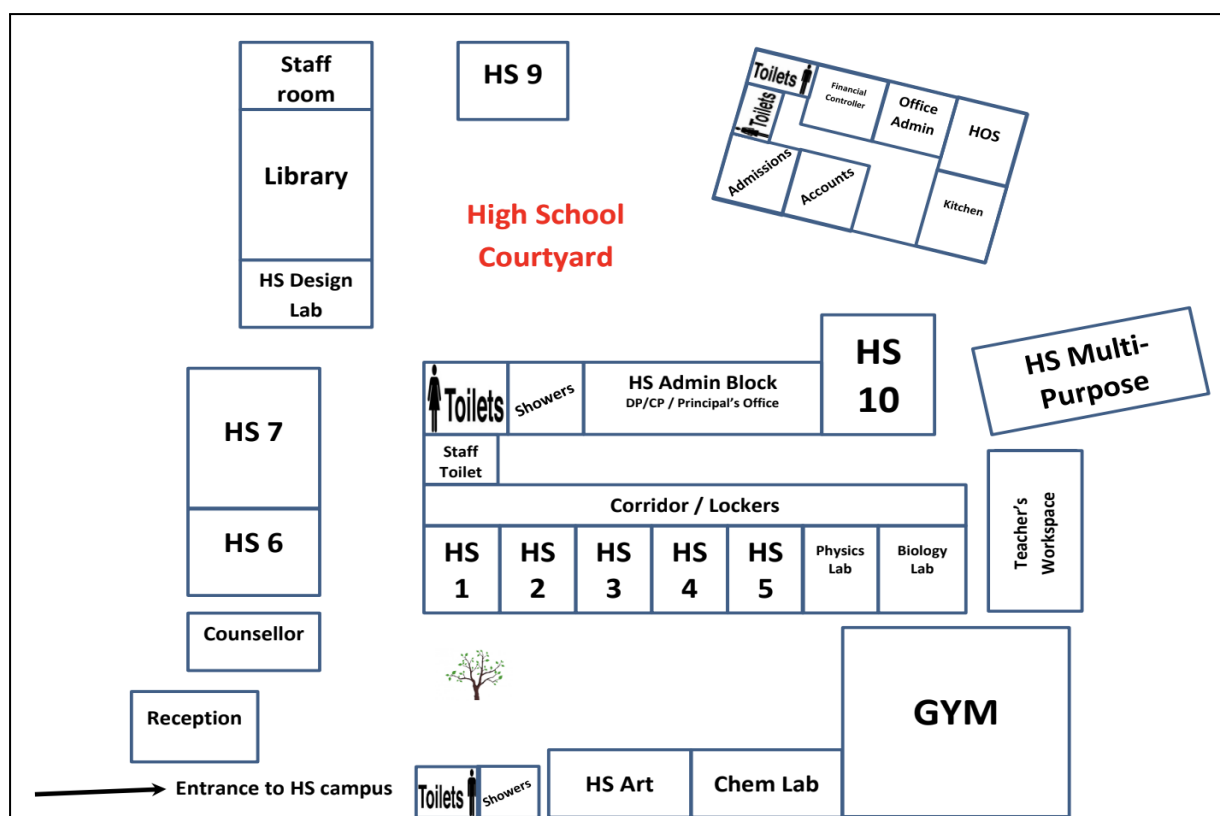 Staff
room
Library
HS Design
Lab
HS 9
High School
Courtyard
Toilets
Toilets
Financial
Controller
Office
Admin
HOS
Admissions
Accounts
Kitchen
HS 7
HS 6
Toilets
Showers
HS Admin Block
DP/CP / Principal's Office
HS
10
HS Multi-
Purpose
Staff
Toilet
Corridor / Lockers
HS
1
HS
2
HS
3
HS
4
HS
5
Physics
Lab
Biology
Lab
Teacher's
Workspace
Counsellor
Reception
Entrance to HS campus
Toilets
Showers
HS Art
Chem Lab
GYM